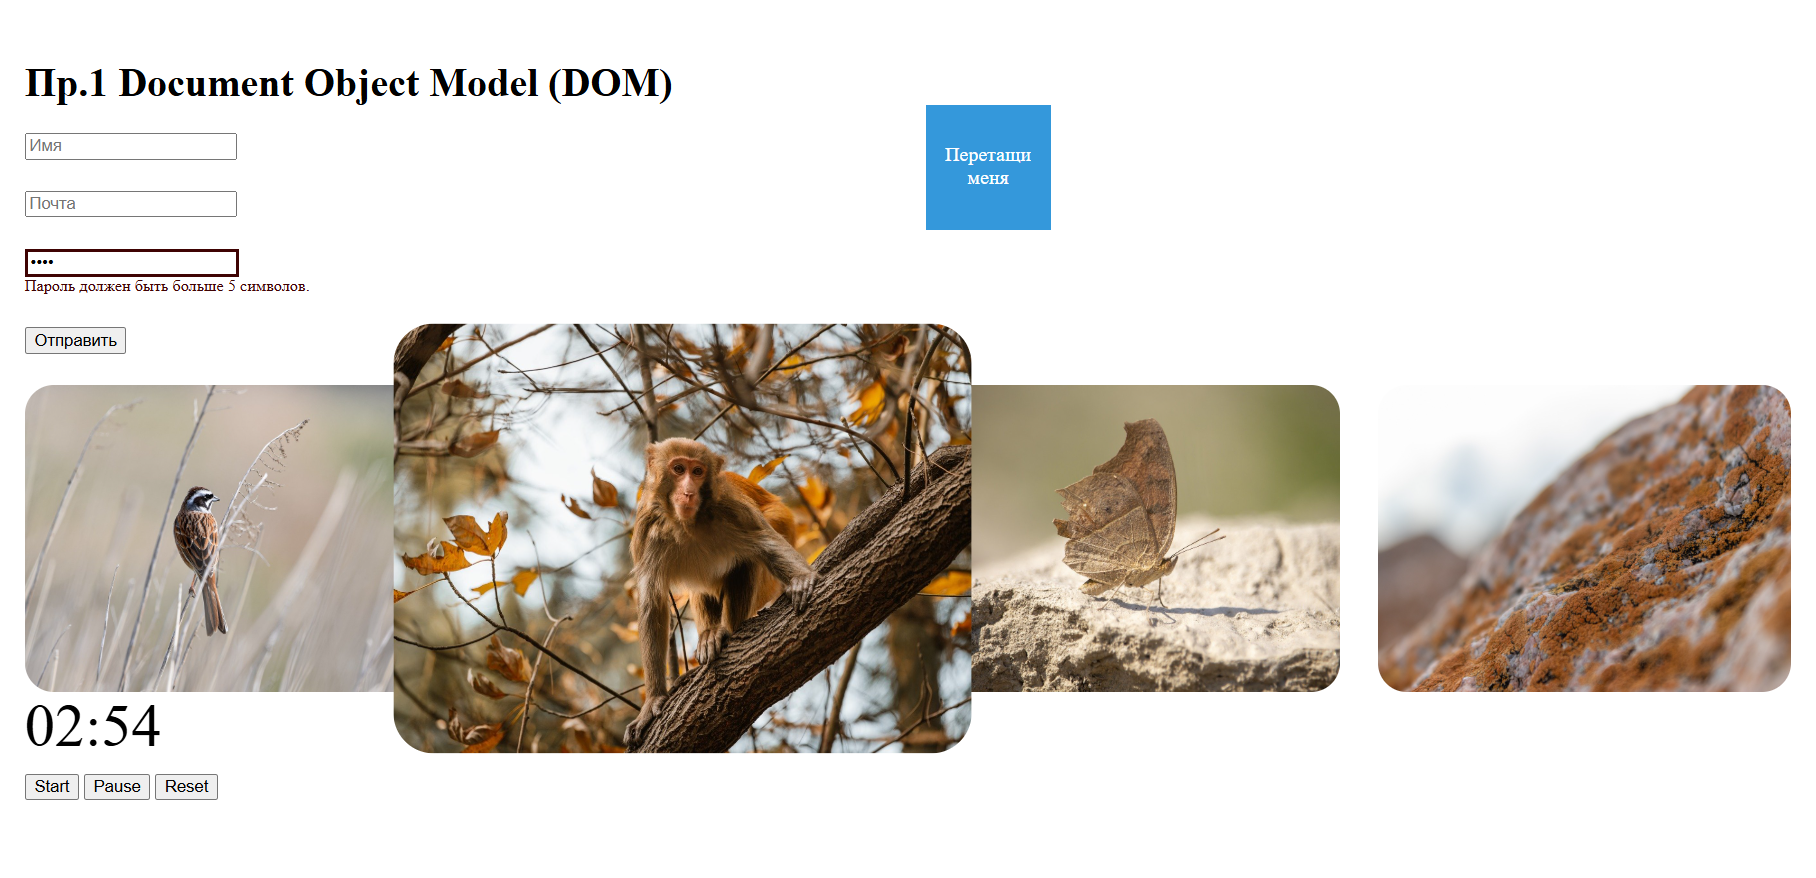 Пр.1 Document Object Model (DOM)
Имя
Перетащи
меня
Почта
••••
Пароль должен быть больше 5 символов.
Отправить
02:54
Start Pause Reset